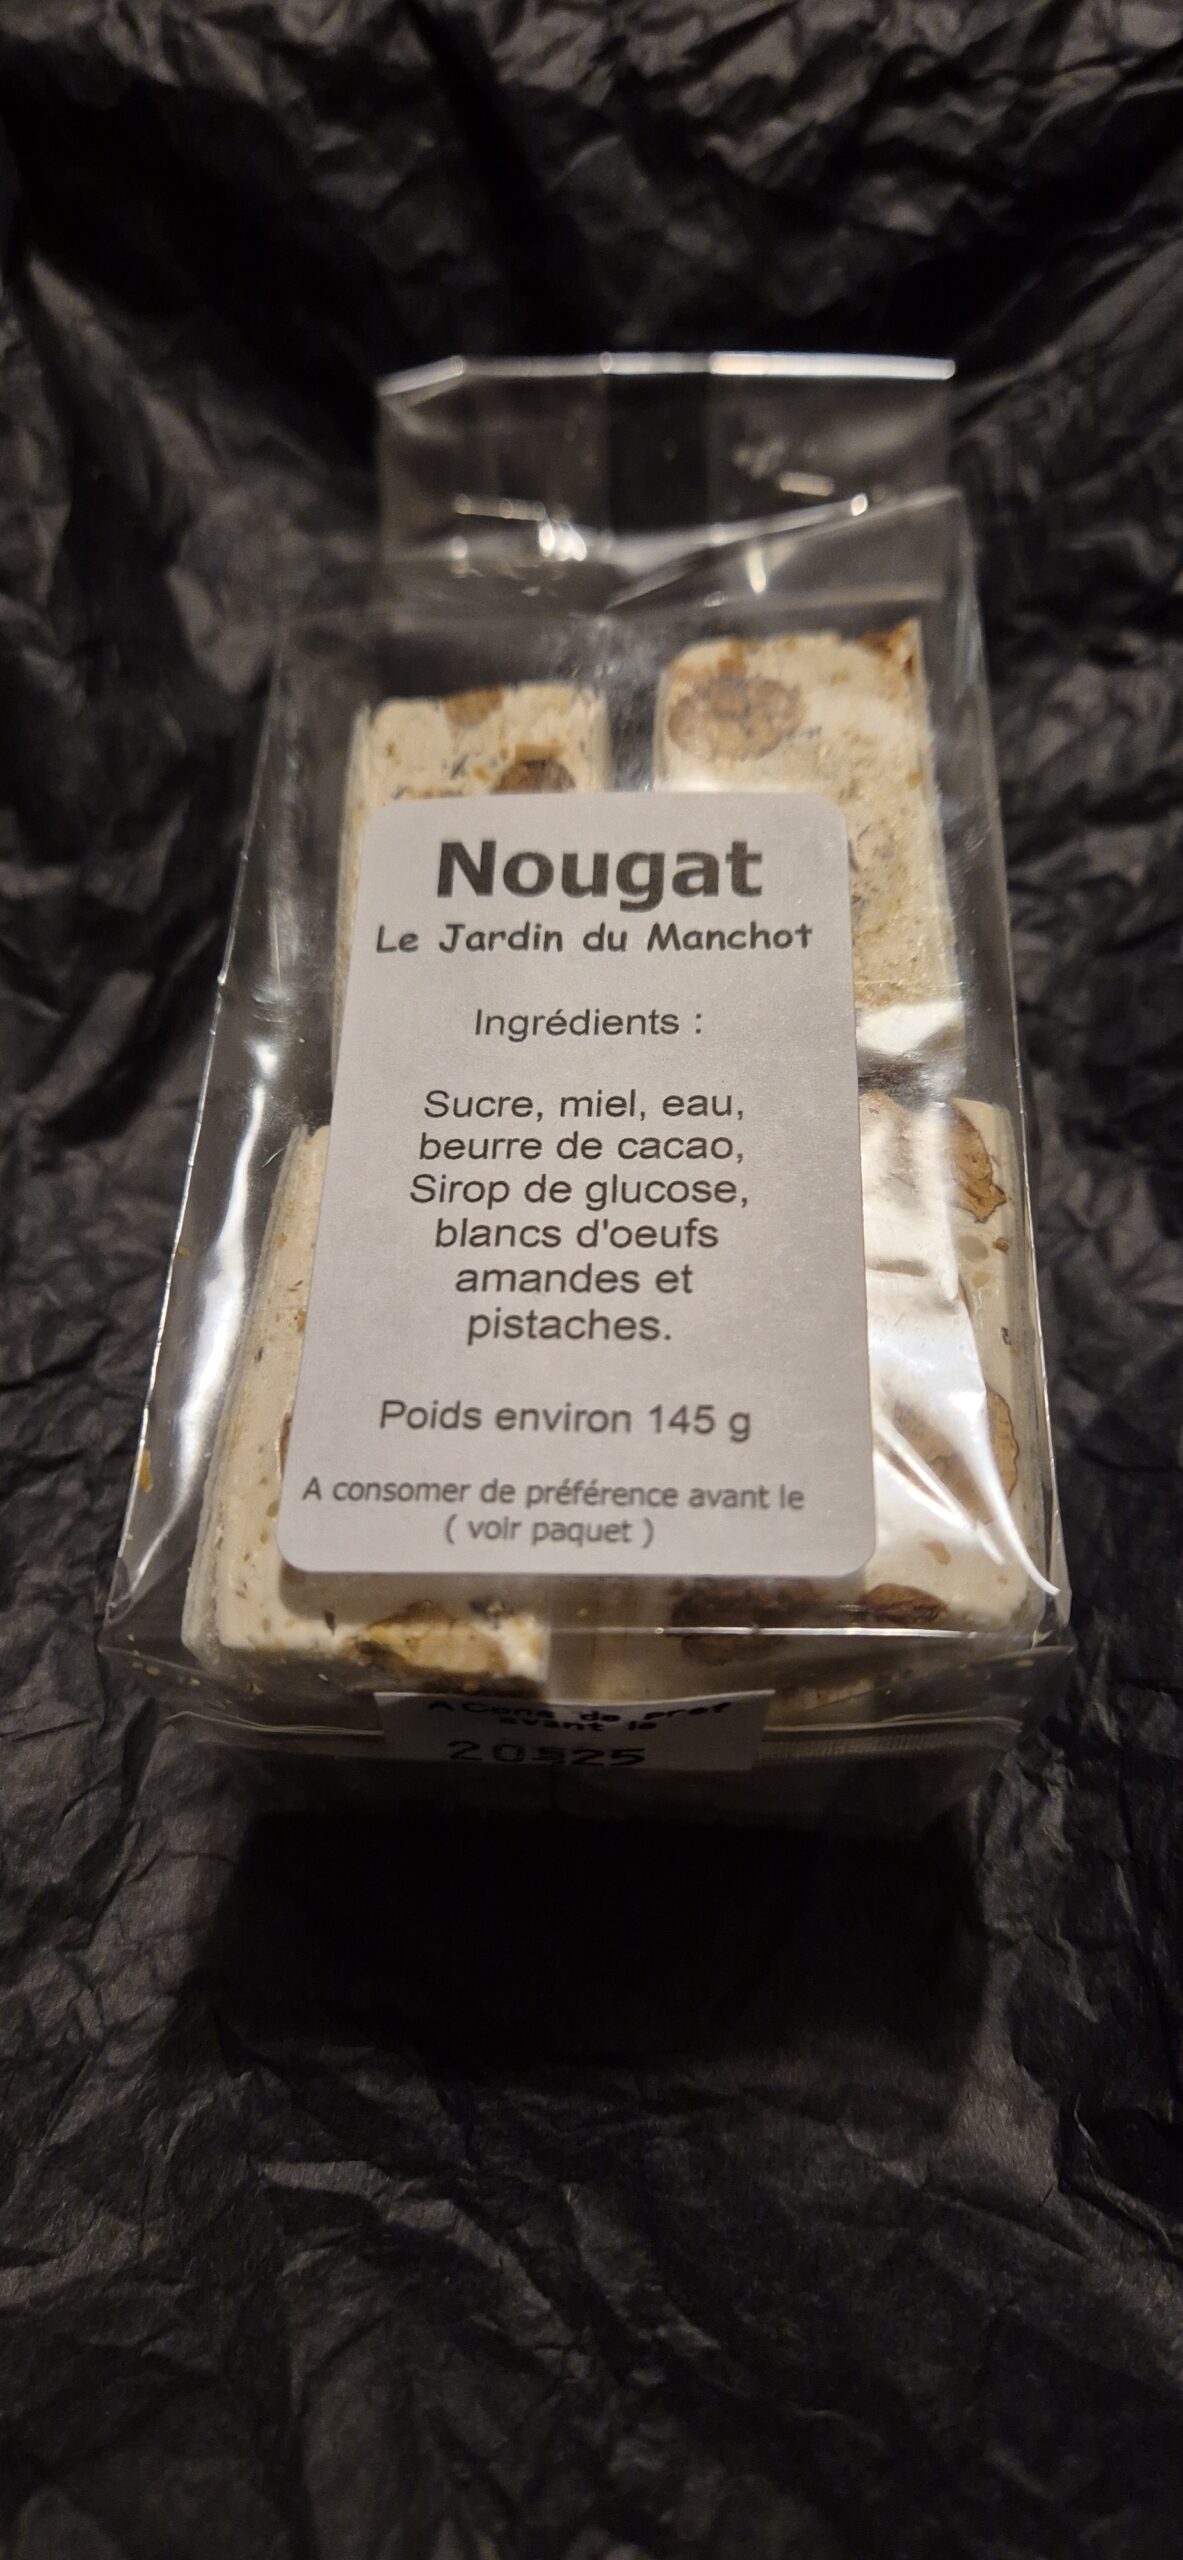 Nougat
Le Jardin du Manchot
Ingrédients :
Sucre, miel, eau,
beurre de cacao,
Sirop de glucose,
blancs d'oeufs
amandes et
pistaches.
Poids environ 145 g
A consomer de préférence avant le
( voir paquet )
A Cons de pref
avant le